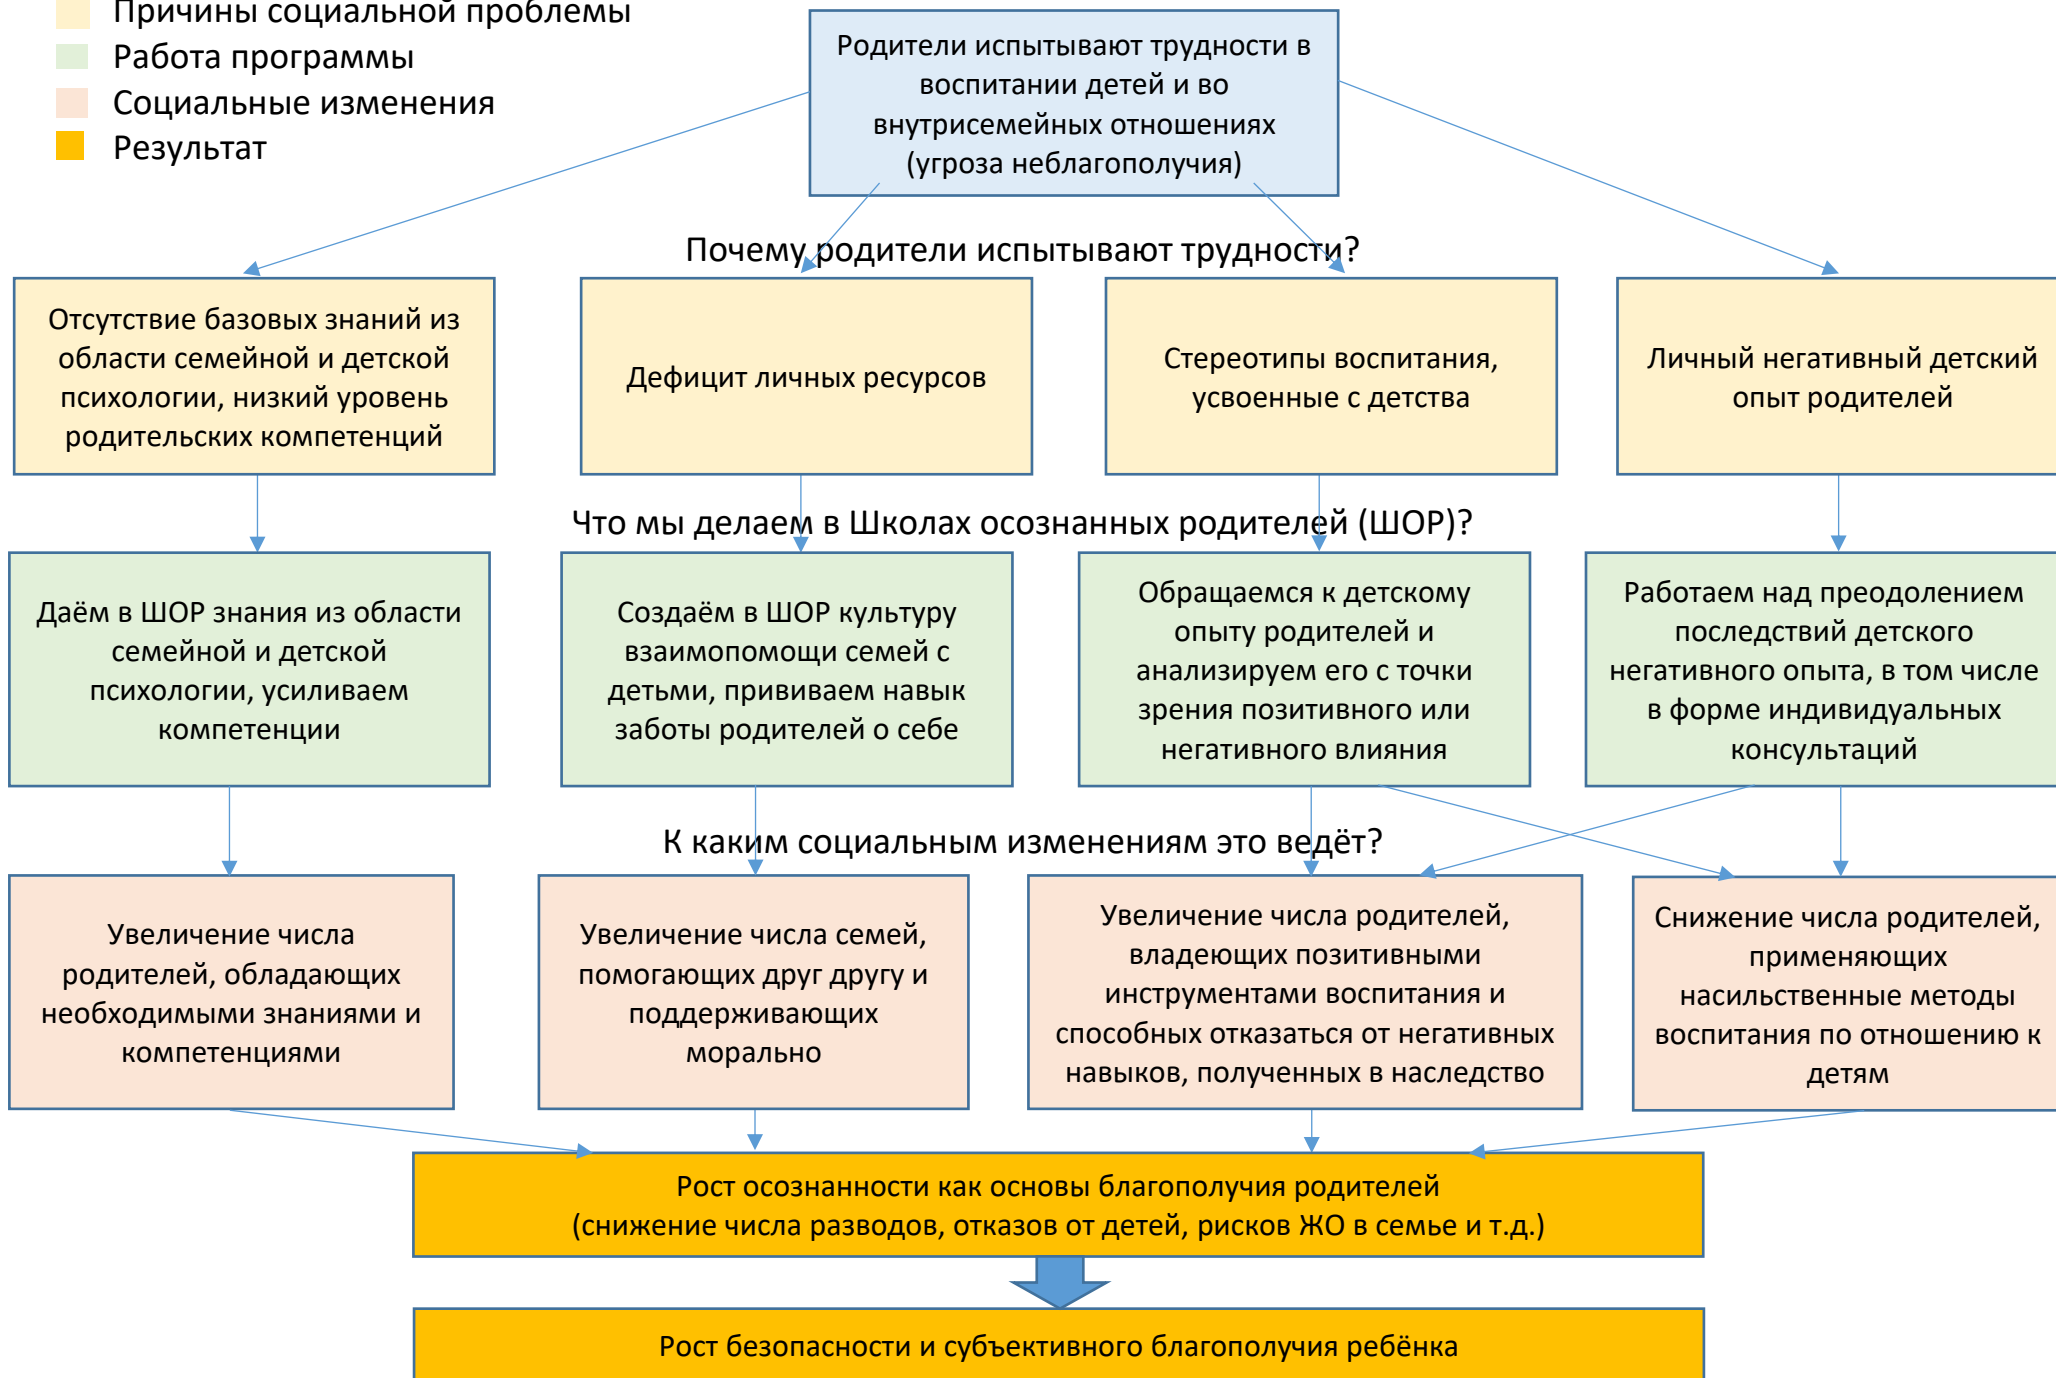 Причины социальной проблемы
Работа программы
Социальные изменения
Результат
Родители испытывают трудности в
воспитании детей и во
внутрисемейных отношениях
(угроза неблагополучия)
Почему родители испытывают трудности?
Отсутствие базовых знаний из
области семейной и детской
психологии, низкий уровень
родительских компетенций
Дефицит личных ресурсов
Стереотипы воспитания,
усвоенные с детства
Личный негативный детский
опыт родителей
Что мы делаем в Школах осознанных родителей (ШОР)?
Даём в ШОР знания из области
семейной и детской
психологии, усиливаем
компетенции
Создаём в ШОР культуру
взаимопомощи семей с
детьми, прививаем навык
заботы родителей о себе
Обращаемся к детскому
опыту родителей и
анализируем его с точки
зрения позитивного или
негативного влияния
Работаем над преодолением
последствий детского
негативного опыта, в том числе
в форме индивидуальных
консультаций
К каким социальным изменениям это ведёт?
Увеличение числа
родителей, обладающих
необходимыми знаниями и
компетенциями
Увеличение числа семей,
помогающих друг другу и
поддерживающих
морально
Увеличение числа родителей,
владеющих позитивными
инструментами воспитания и
способных отказаться от негативных
навыков, полученных в наследство
Снижение числа родителей,
применяющих
насильственные методы
воспитания по отношению к
детям
Рост осознанности как основы благополучия родителей
(снижение числа разводов, отказов от детей, рисков ЖО в семье и т.д.)
Рост безопасности и субъективного благополучия ребёнка